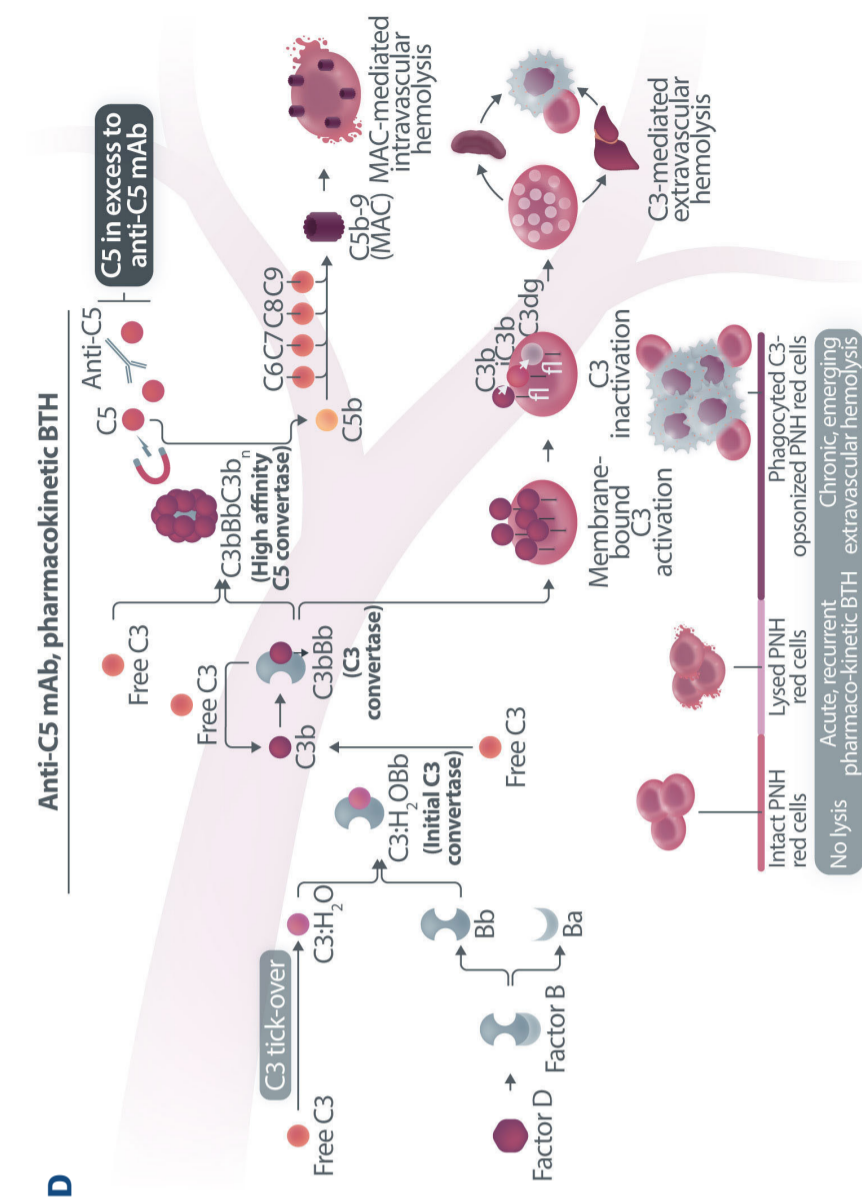 D
Anti-C5 mAb, pharmacokinetic BTH
C5 in excess to
anti-C5 mAb
C3 tick-over
Free C3
C3:H2O
Factor D
Factor B
Bb
Ba
C3:H2OBb
(Initial C3
convertase)
Free C3
C3b
Free C3
C3bBb
(C3
convertase)
Free C3
C3bBbC3bn
(High affinity
C5 convertase)
C5
Anti-C5
C5b
C6C7C8C9
C5b-9
(MAC)
MAC-mediated
intravascular
hemolysis
Membrane-
bound
C3
activation
C3b
iC3b
C3dg
fl
fl
C3
inactivation
C3-mediated
extravascular
hemolysis
Intact PNH
red cells
Lysed PNH
red cells
Phagocyted C3-
opsonized PNH red cells
No lysis
Acute, recurrent
pharmaco-kinetic BTH
Chronic, emerging
extravascular hemolysis